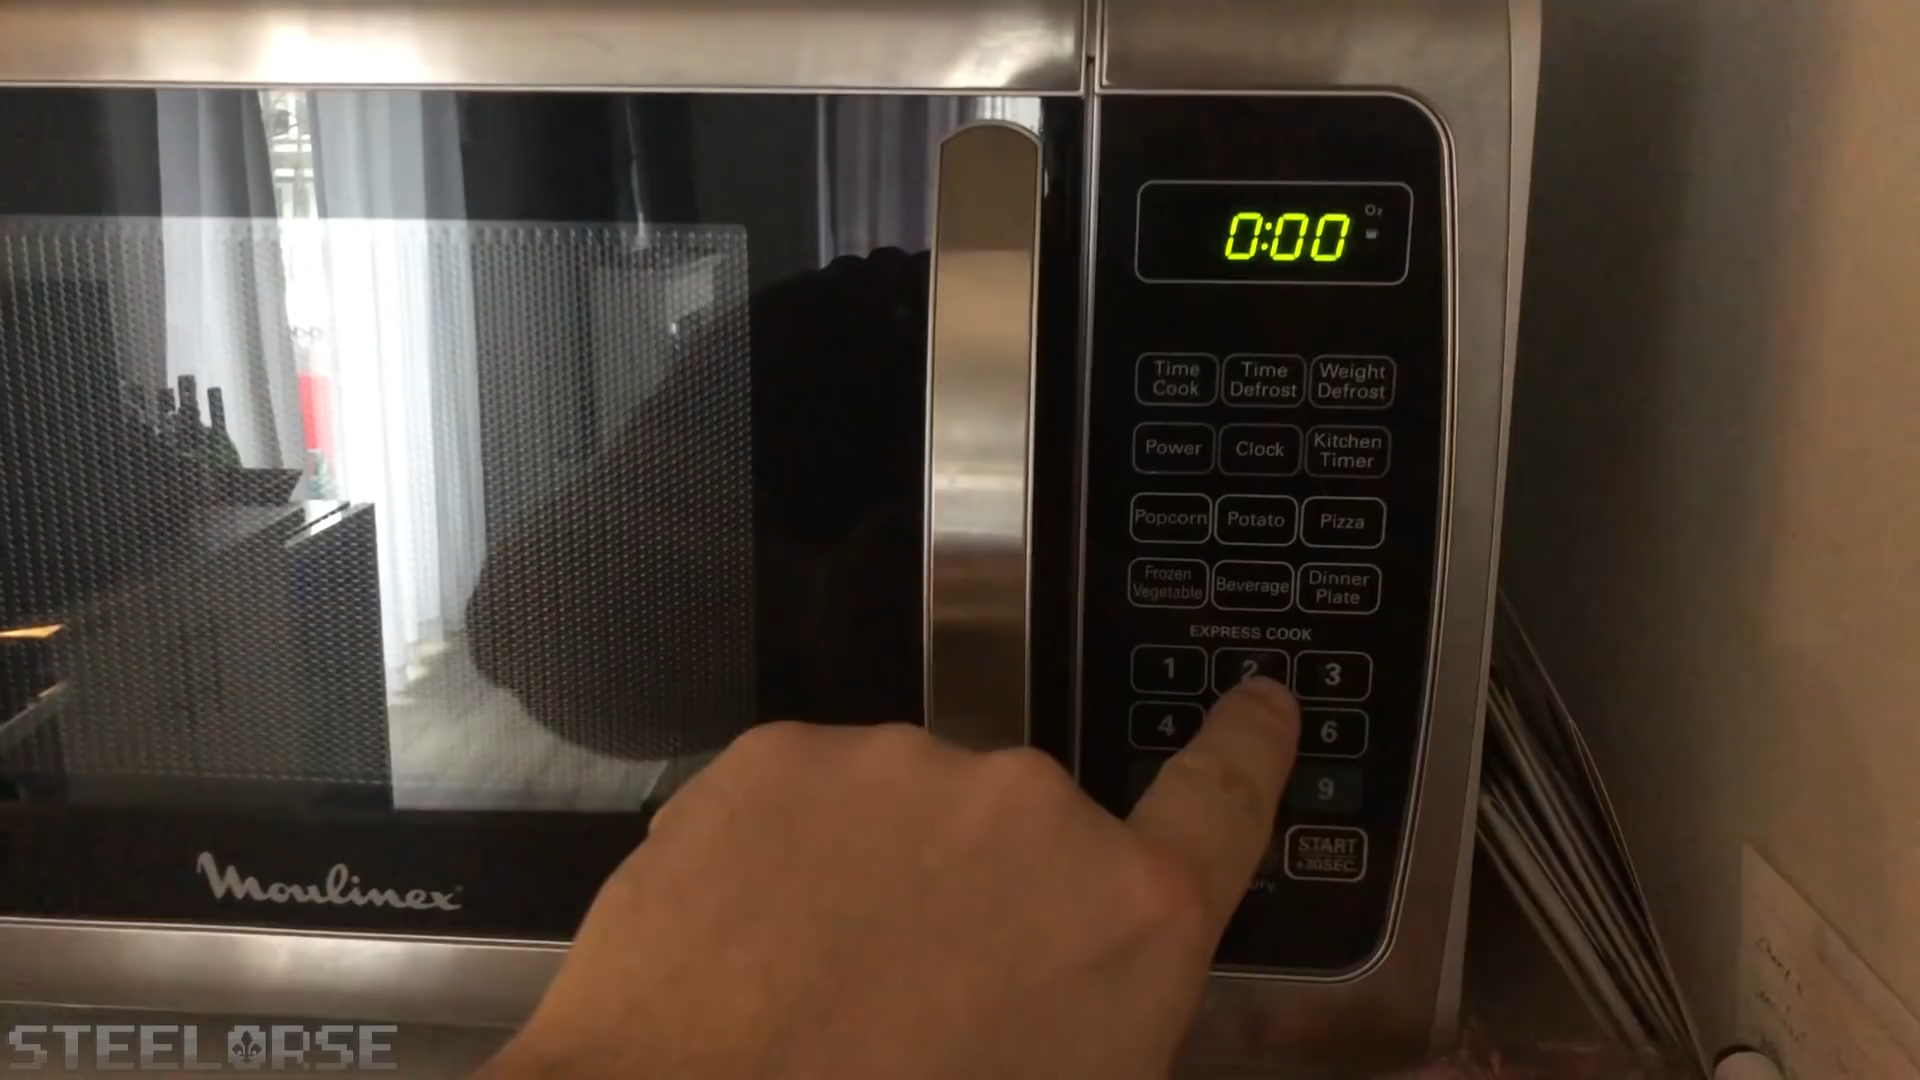 0:00
Time Cook
Time Defrost
Weight Defrost
Power
Clock
Kitchen Timer
Popcorn
Potato
Pizza
Frozen Vegetable
Beverage
Dinner Plate
EXPRESS COOK
1 2 3
4 6
9
START
+30SEC.
Moulinex
STEELORSE